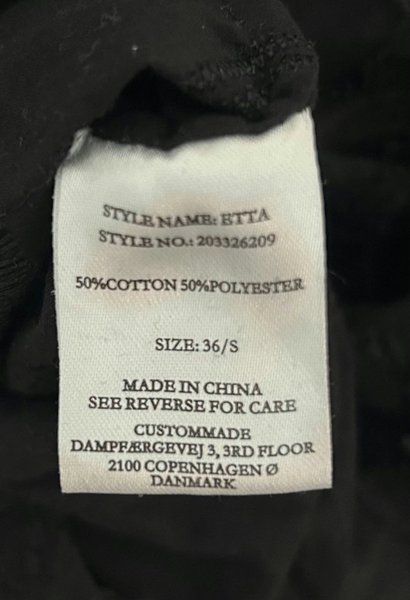 STYLE NAME: ETTA
STYLE NO.: 203326209
50%COTTON 50%POLYESTER
SIZE: 36/S
MADE IN CHINA
SEE REVERSE FOR CARE
CUSTOMMADE
DAMPFÆRGEVEJ 3, 3RD FLOOR
2100 COPENHAGEN Ø
DANMARK